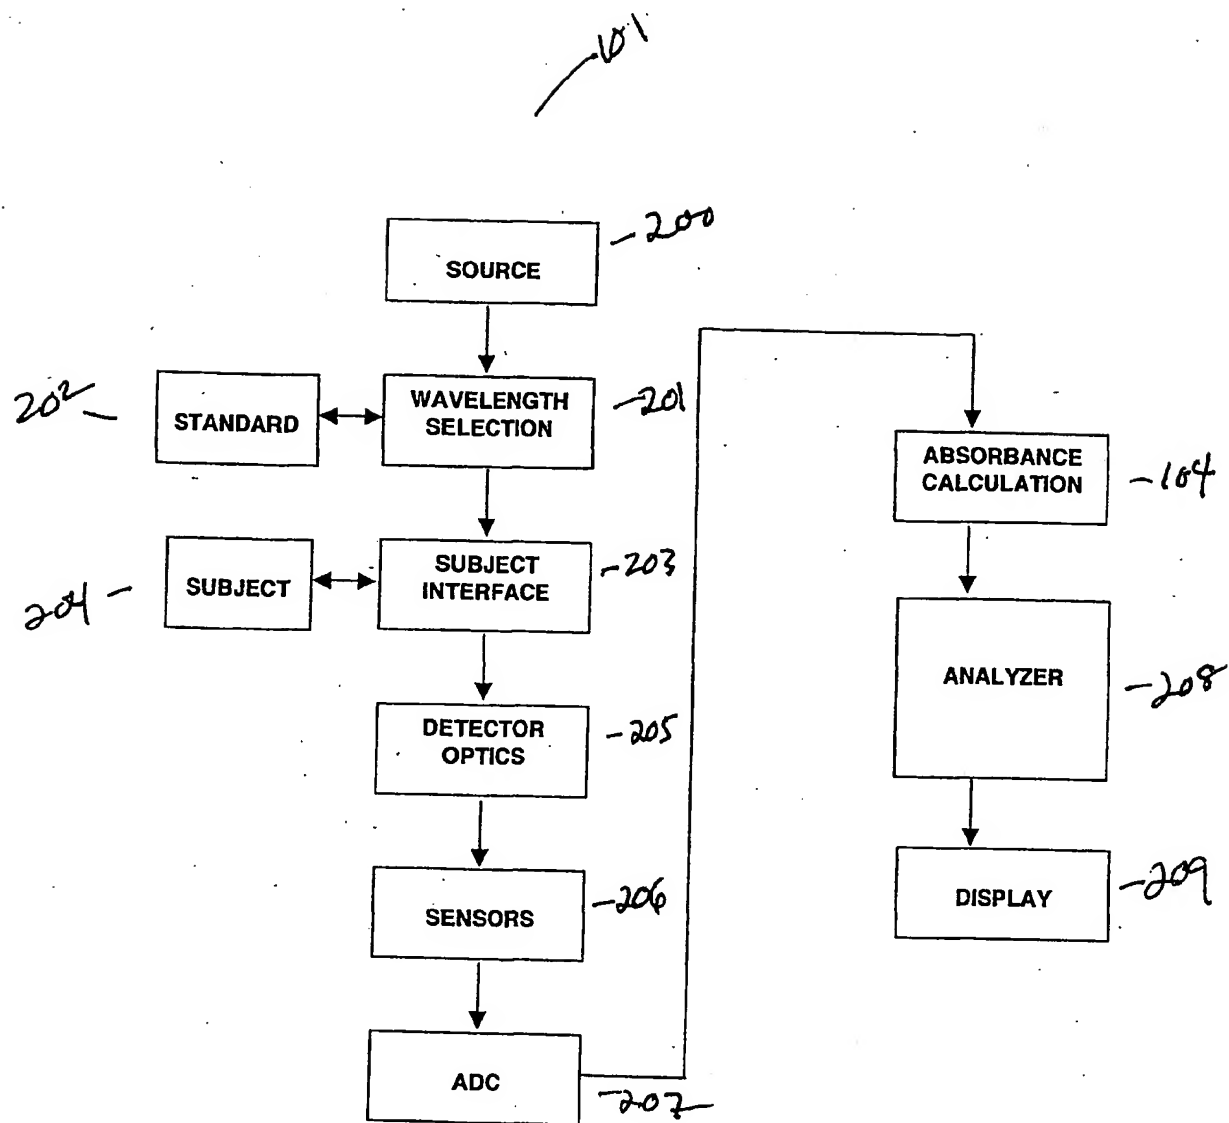 101
SOURCE
200
202
STANDARD
WAVELENGTH
SELECTION
201
204
SUBJECT
SUBJECT
INTERFACE
203
DETECTOR
OPTICS
205
SENSORS
206
ADC
207
ABSORBANCE
CALCULATION
104
ANALYZER
208
DISPLAY
209